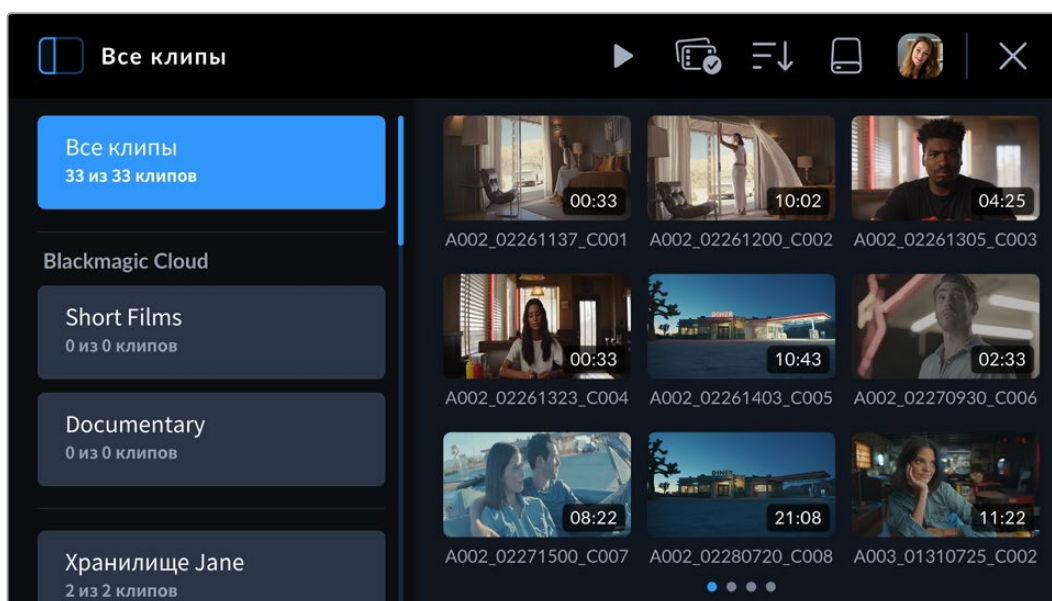 Все клипы
Все клипы
33 из 33 клипов
Blackmagic Cloud
Short Films
0 из 0 клипов
Documentary
0 из 0 клипов
Хранилище Jane
2 из 2 клипов
00:33
10:02
04:25
A002_02261137_C001
A002_02261200_C002
A002_02261305_C003
00:33
DINER
10:43
02:33
A002_02261323_C004
A002_02261403_C005
A002_02270930_C006
08:22
DINER
21:08
11:22
A002_02271500_C007
A002_02280720_C008
A003_01310725_C002